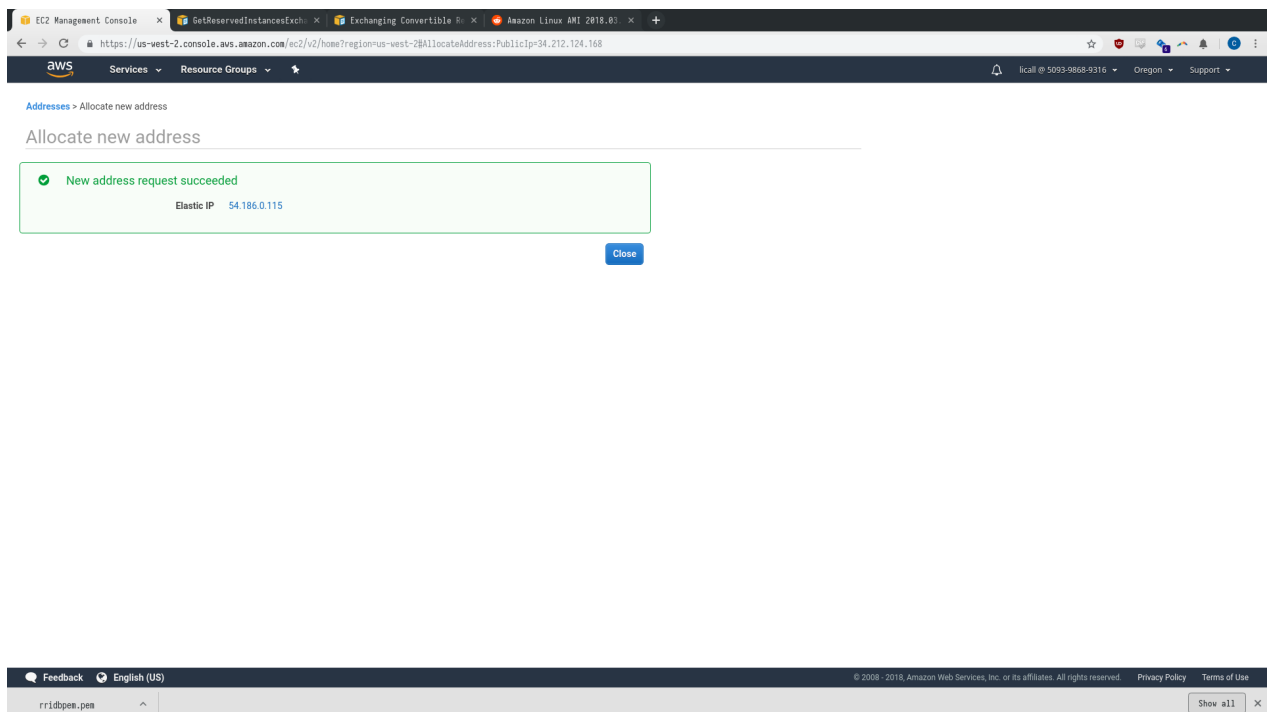 EC2 Management Console
GetReservedInstancesExcha
Exchanging Convertible Re
Amazon Linux AMI 2018.03.
https://us-west-2.console.aws.amazon.com/ec2/v2/home?region=us-west-2#AllocateAddress:PublicIp=34.212.124.168
6
C
aws
Services
Resource Groups
licall @ 5093-9868-9316
Oregon
Support
Addresses > Allocate new address
Allocate new address
New address request succeeded
Elastic IP 54.186.0.115
Close
Feedback
English (US)
© 2008 - 2018, Amazon Web Services, Inc. or its affiliates. All rights reserved.
Privacy Policy
Terms of Use
rridbpem.pem
Show all